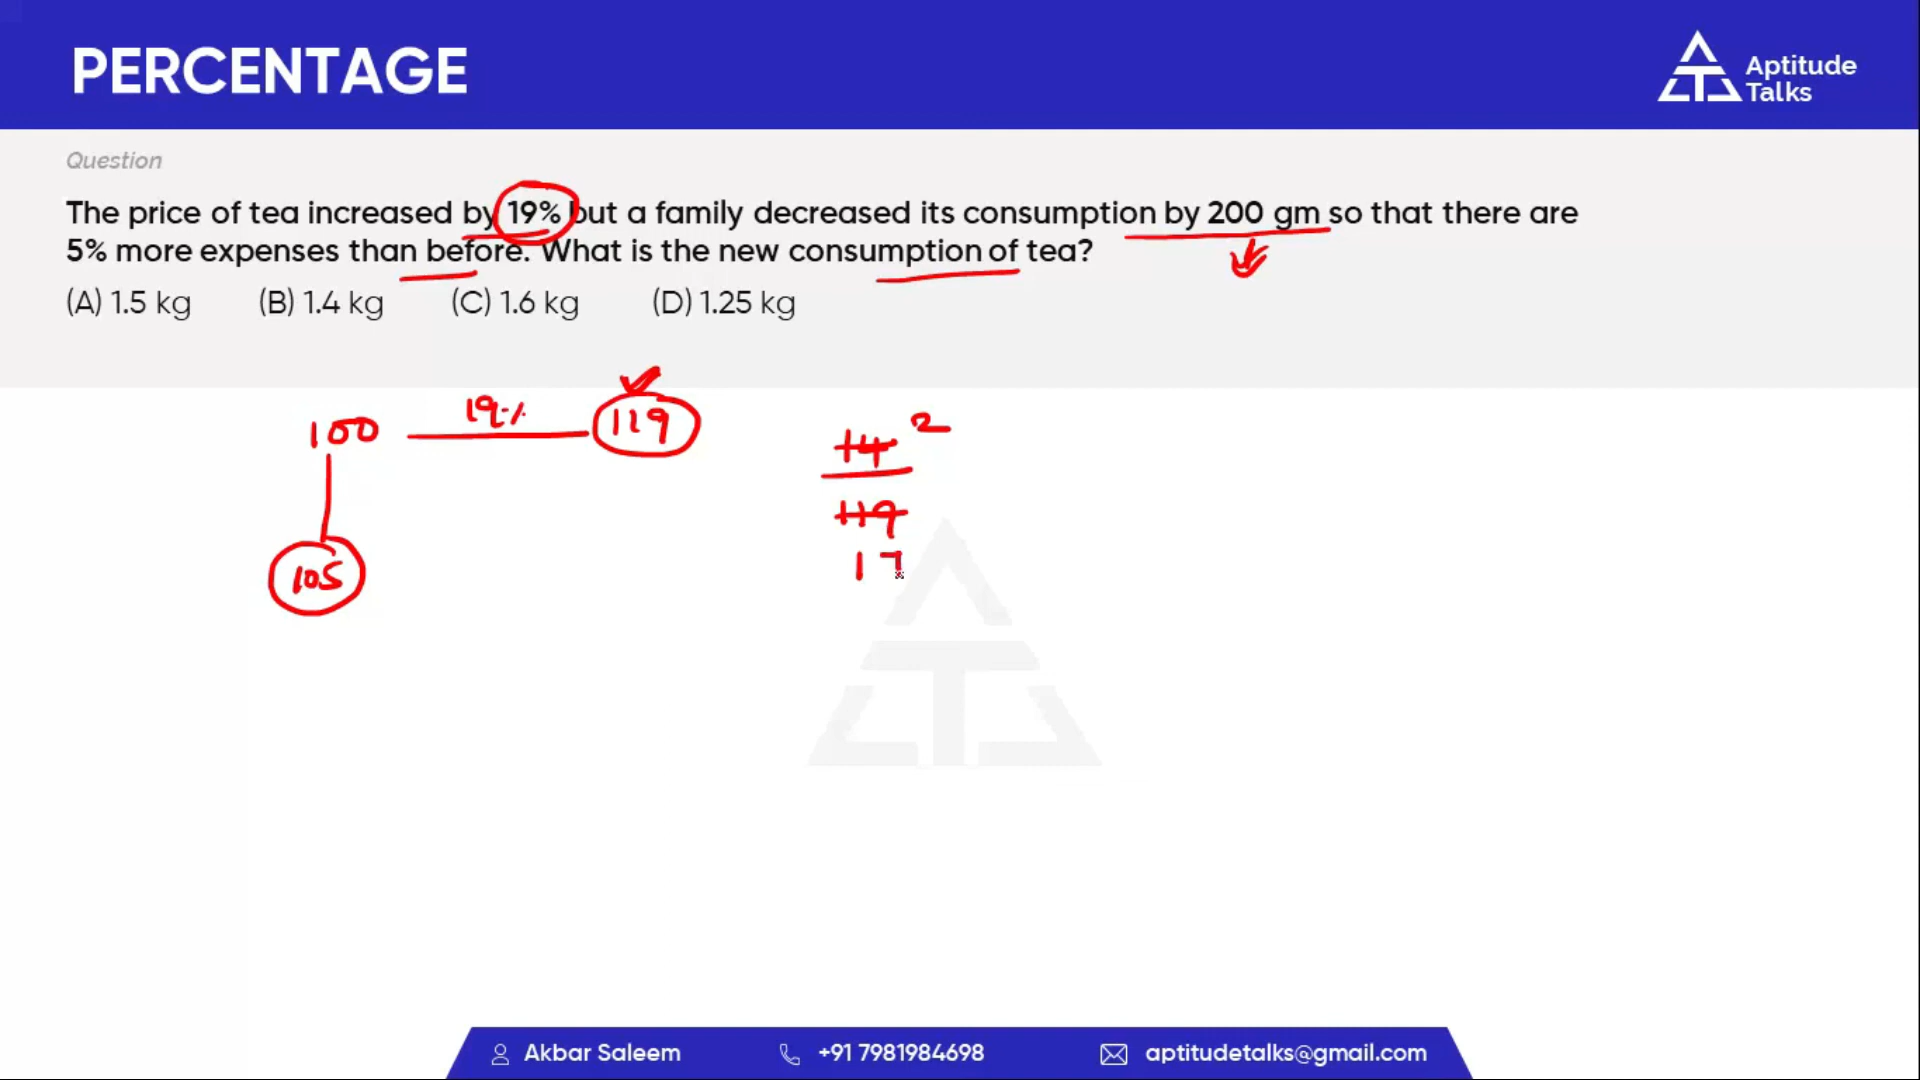 PERCENTAGE
Aptitude
Talks
Question
The price of tea increased by 19% but a family decreased its consumption by 200 gm so that there are
5% more expenses than before. What is the new consumption of tea?
(A) 1.5 kg (B) 1.4 kg (C) 1.6 kg (D) 1.25 kg
100 19% 119
14 2
119
17
105
Akbar Saleem +91 7981984698 aptitudetalks@gmail.com